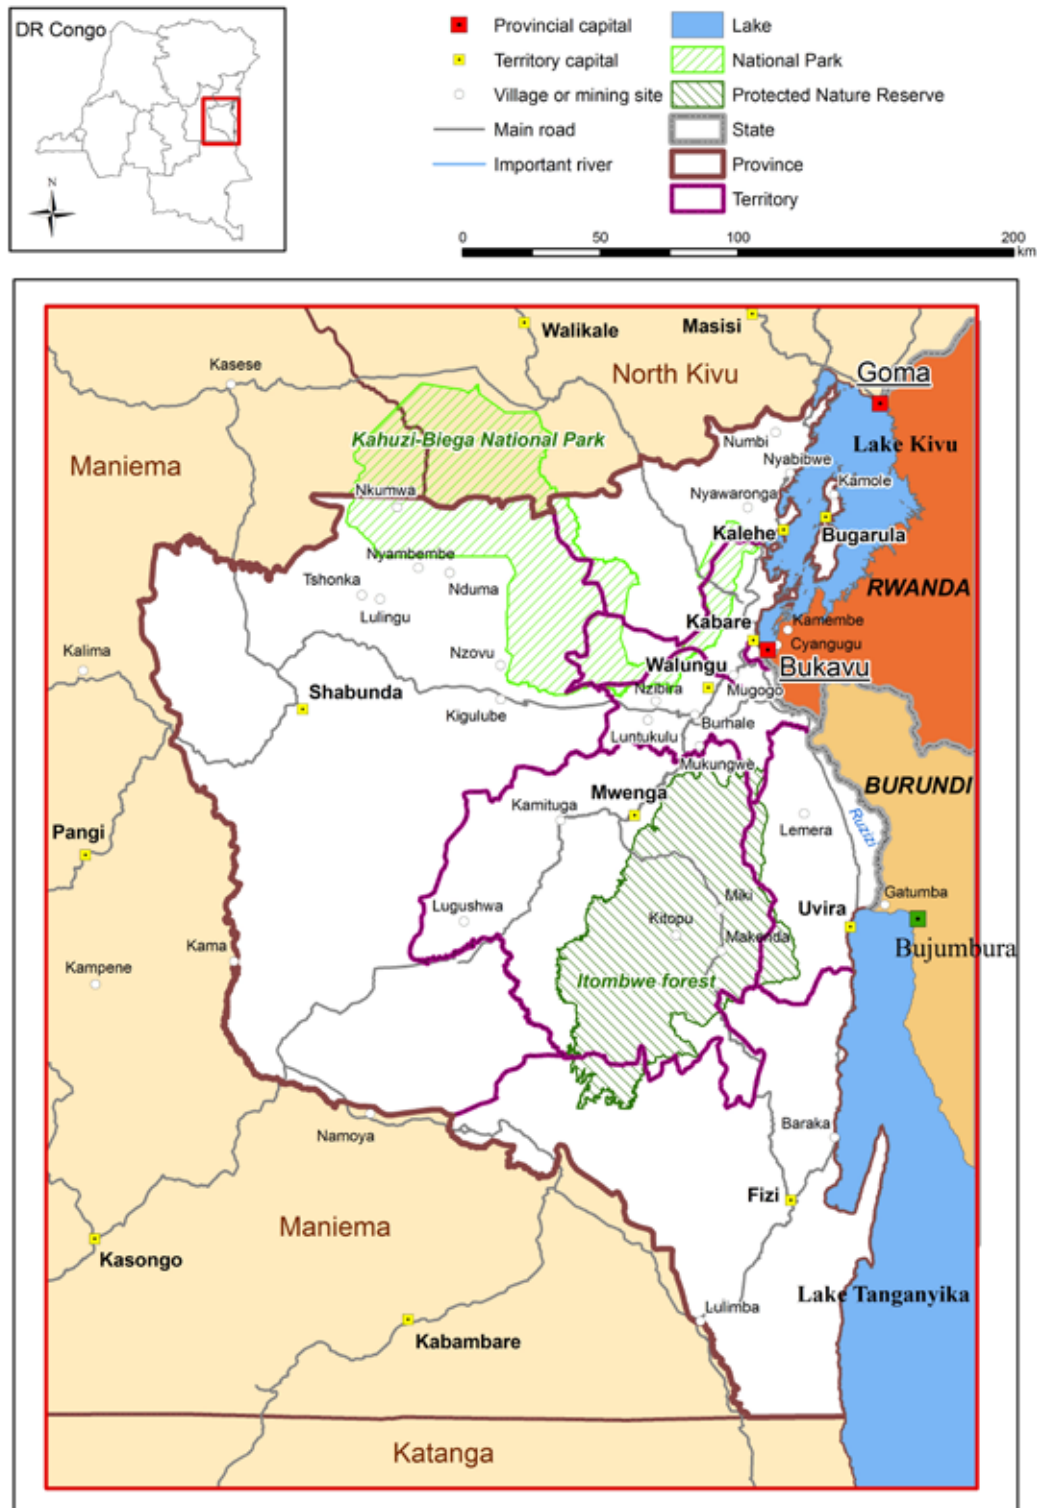 DR Congo
N
Provincial capital
Territory capital
Village or mining site
Main road
Important river
Lake
National Park
Protected Nature Reserve
State
Province
Territory
0 50 100 200
km
Walikale
Masisi
Kasese
North Kivu
Goma
Kahuzi-Biega National Park
Numbi
Lake Kivu
Maniema
Nyabibwe
Nkumwa
Nyawaronga
Kamole
Kalehe
Bugarula
Nyambembe
Tshonka
Nduma
RWANDA
Lulingu
Kabare
Kamembe
Cyangugu
Kalima
Nzovu
Walungu
Bukavu
Shabunda
Nzibira
Mugogo
Kigulube
Burhale
Luntukulu
Mukungwe
BURUNDI
Mwenga
Kamituga
Lemera
Ruzizi
Pangi
Miki
Gatumba
Lugushwa
Kitopu
Uvira
Makenda
Bujumbura
Kama
Kampene
Itombwe forest
Namoya
Baraka
Fizi
Maniema
Kasongo
Lake Tanganyika
Lulimba
Kabambare
Katanga